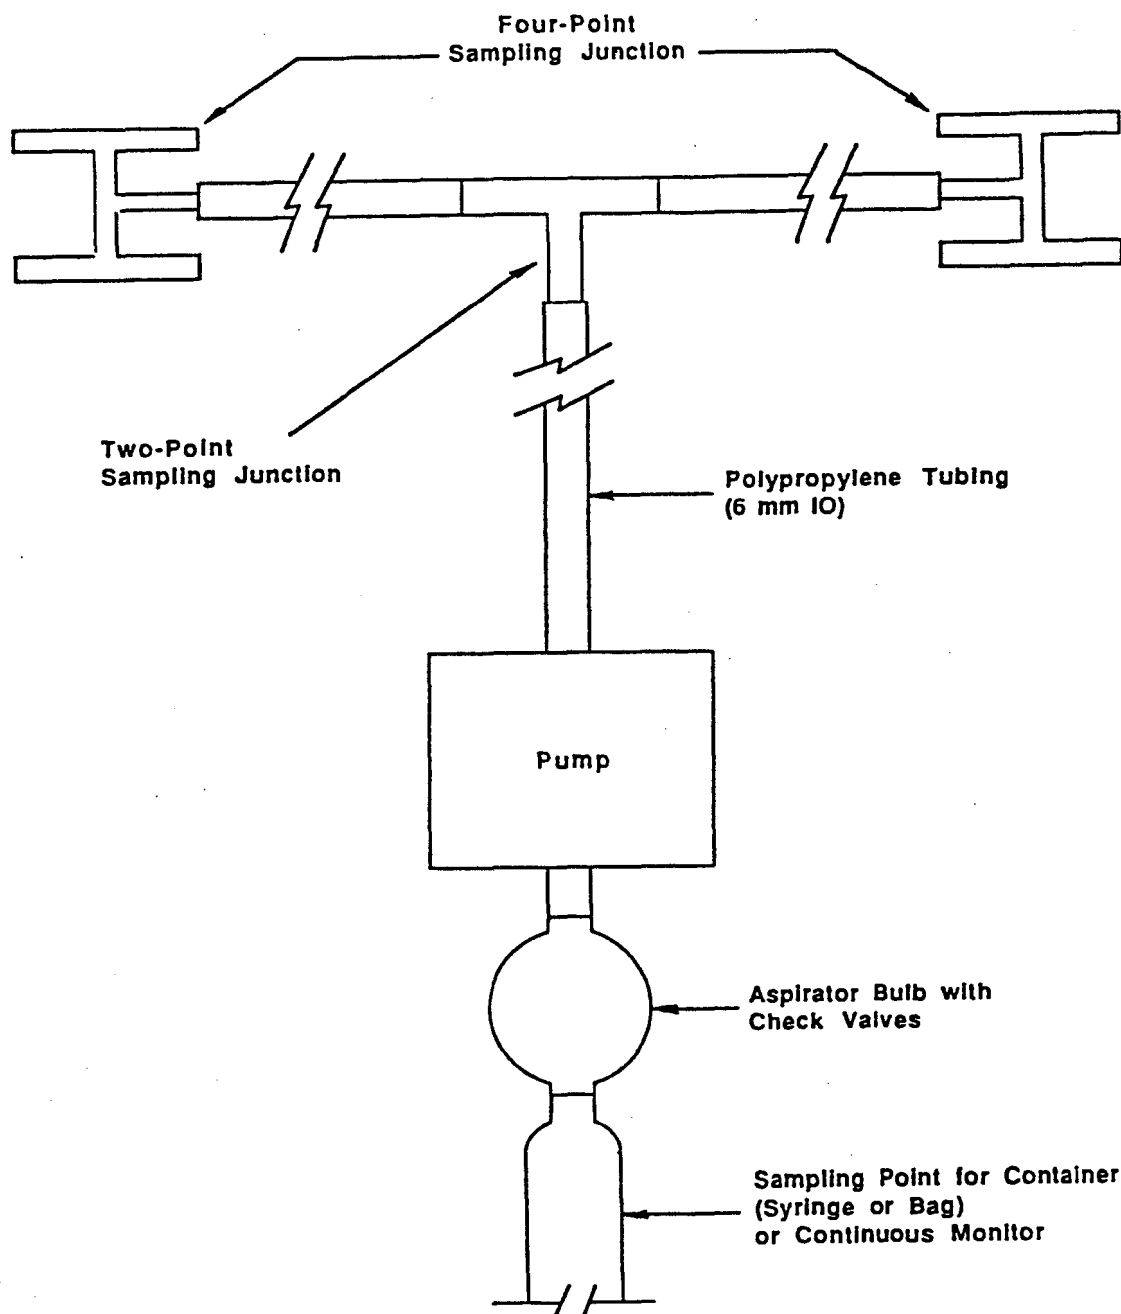 Four-Point
Sampling Junction
Two-Point
Sampling Junction
Polypropylene Tubing
(6 mm IO)
Pump
Aspirator Bulb with
Check Valves
Sampling Point for Container
(Syringe or Bag)
or Continuous Monitor